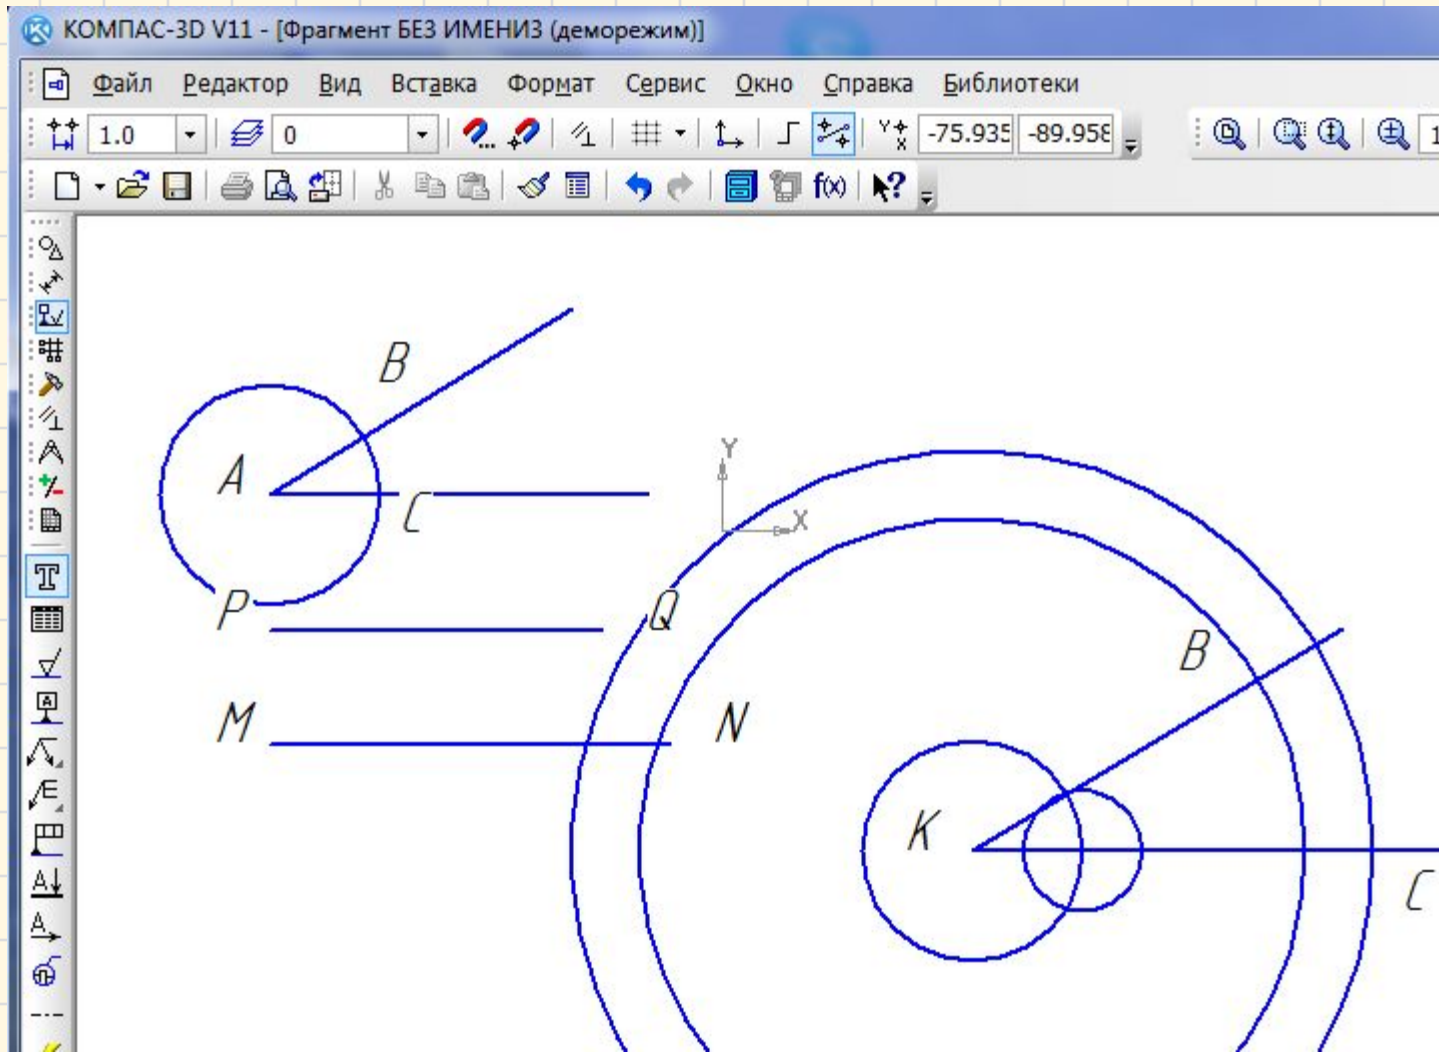 КОМПАС-3D V11 - [Фрагмент БЕЗ ИМЕНИ3 (деморежим)]
Файл Редактор Вид Вставка Формат Сервис Окно Справка Библиотеки
1.0 0 -75.935 -89.958 1
f(x)
B
A
C
Y
X
P
Q
B
M
N
K
C